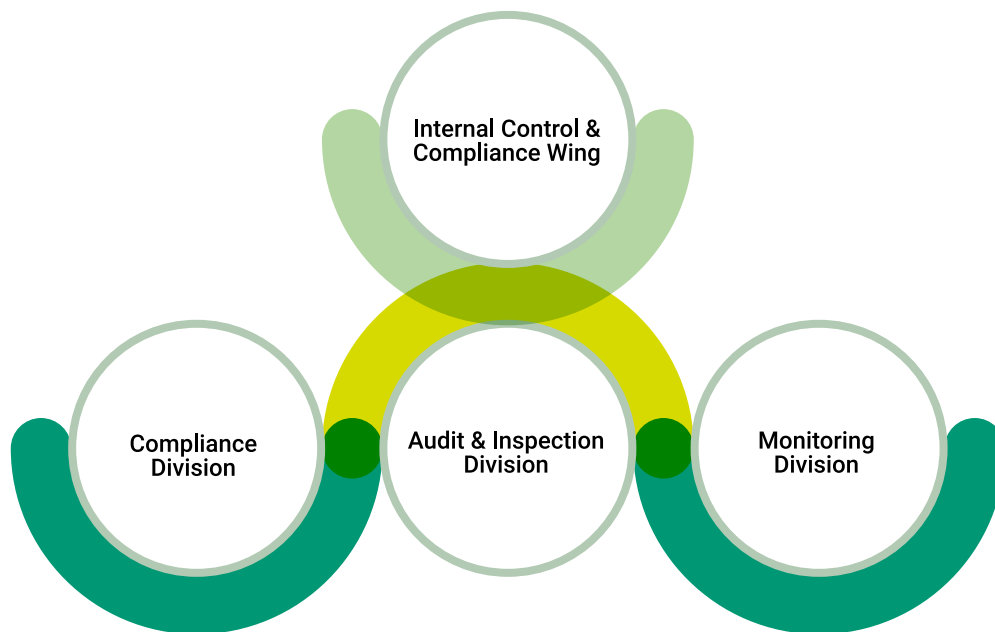 Internal Control &
Compliance Wing
Compliance
Division
Audit & Inspection
Division
Monitoring
Division